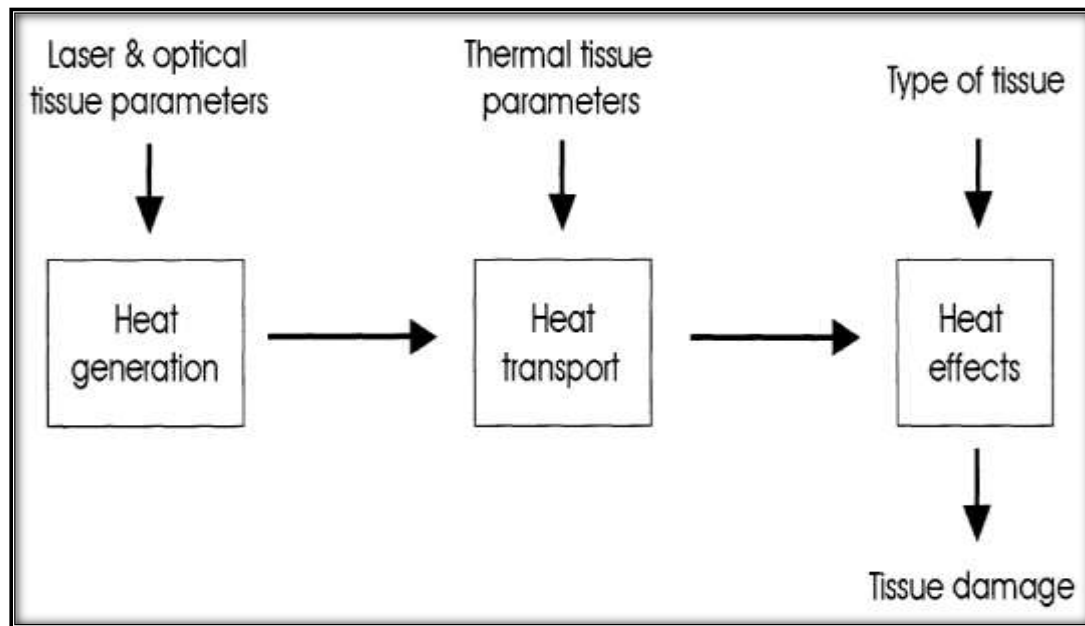 Laser & optical
tissue parameters
Thermal tissue
parameters
Type of tissue
Heat
generation
Heat
transport
Heat
effects
Tissue damage